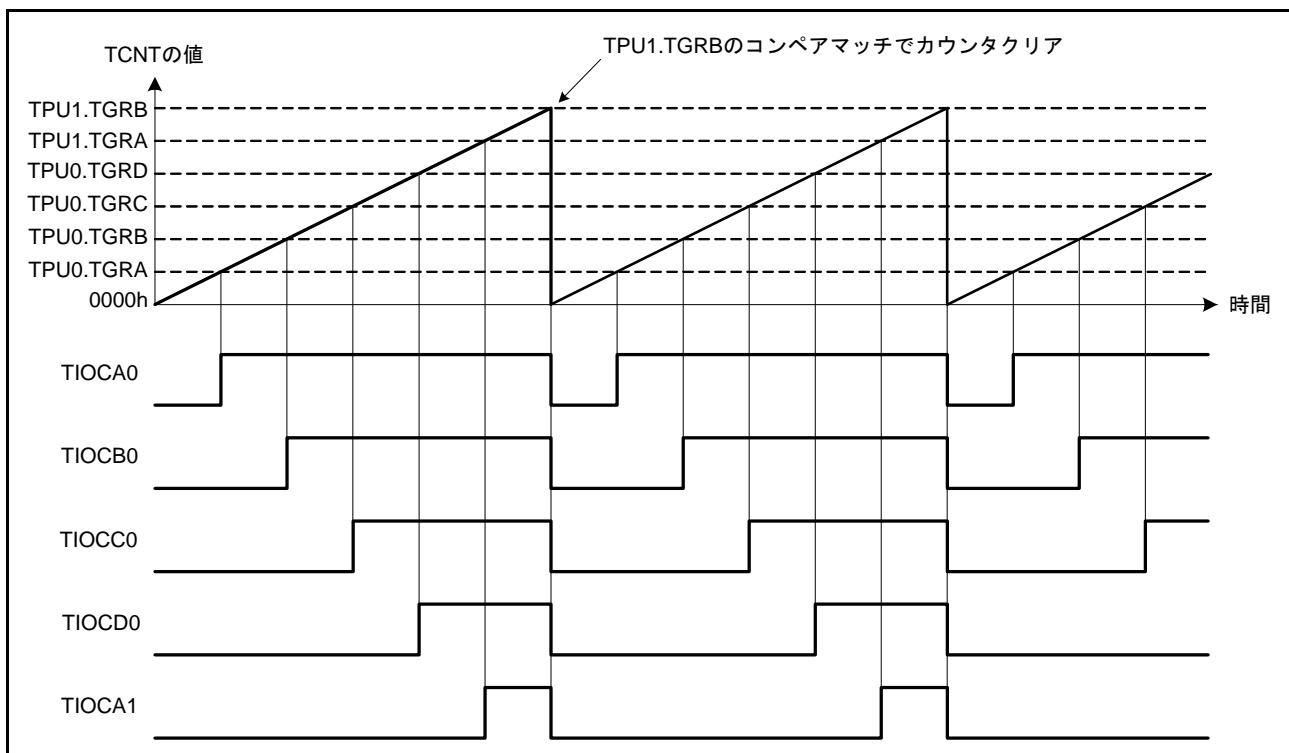 TPU1.TGRBのコンペアマッチでカウンタクリア
TCNTの値
TPU1.TGRB
TPU1.TGRA
TPU0.TGRD
TPU0.TGRC
TPU0.TGRB
TPU0.TGRA
0000h
時間
TIOCA0
TIOCB0
TIOCC0
TIOCD0
TIOCA1